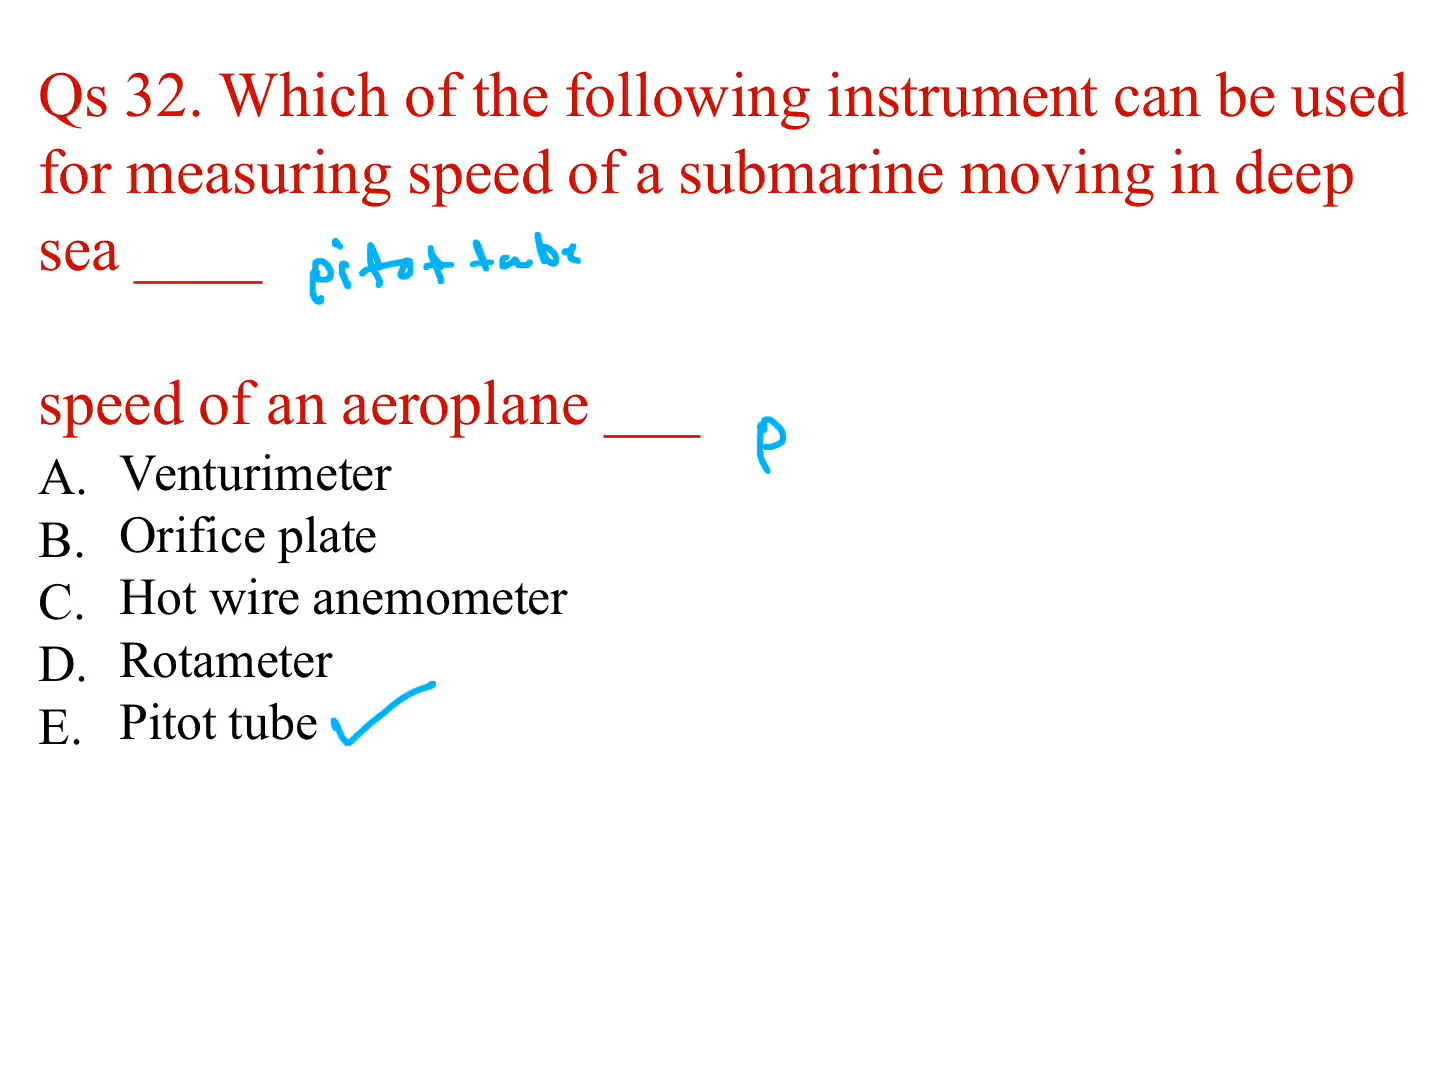 Qs 32. Which of the following instrument can be used
for measuring speed of a submarine moving in deep
sea ____ pitot tube
speed of an aeroplane ___ P
A. Venturimeter
B. Orifice plate
C. Hot wire anemometer
D. Rotameter
E. Pitot tube